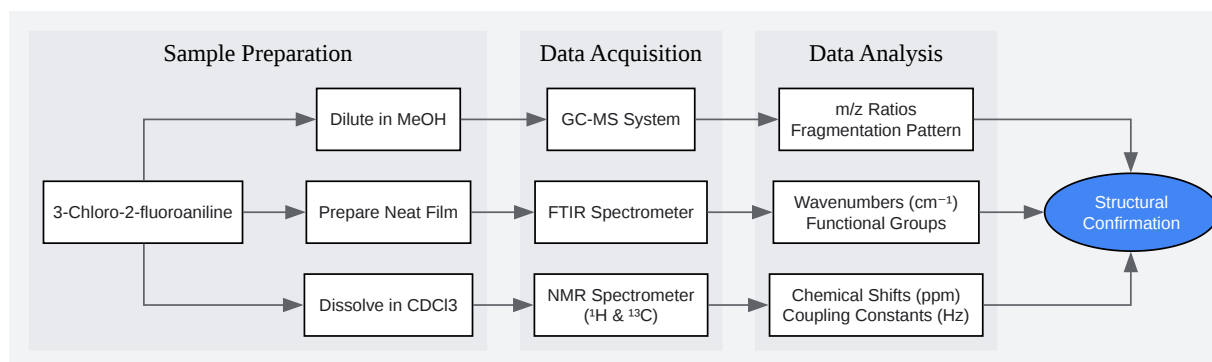 Sample Preparation
Data Acquisition
Data Analysis
Dilute in MeOH
GC-MS System
m/z Ratios
Fragmentation Pattern
3-Chloro-2-fluoroaniline
Prepare Neat Film
FTIR Spectrometer
Wavenumbers (cm⁻¹)
Functional Groups
Structural
Confirmation
Dissolve in CDCl3
NMR Spectrometer
(¹H & ¹³C)
Chemical Shifts (ppm)
Coupling Constants (Hz)